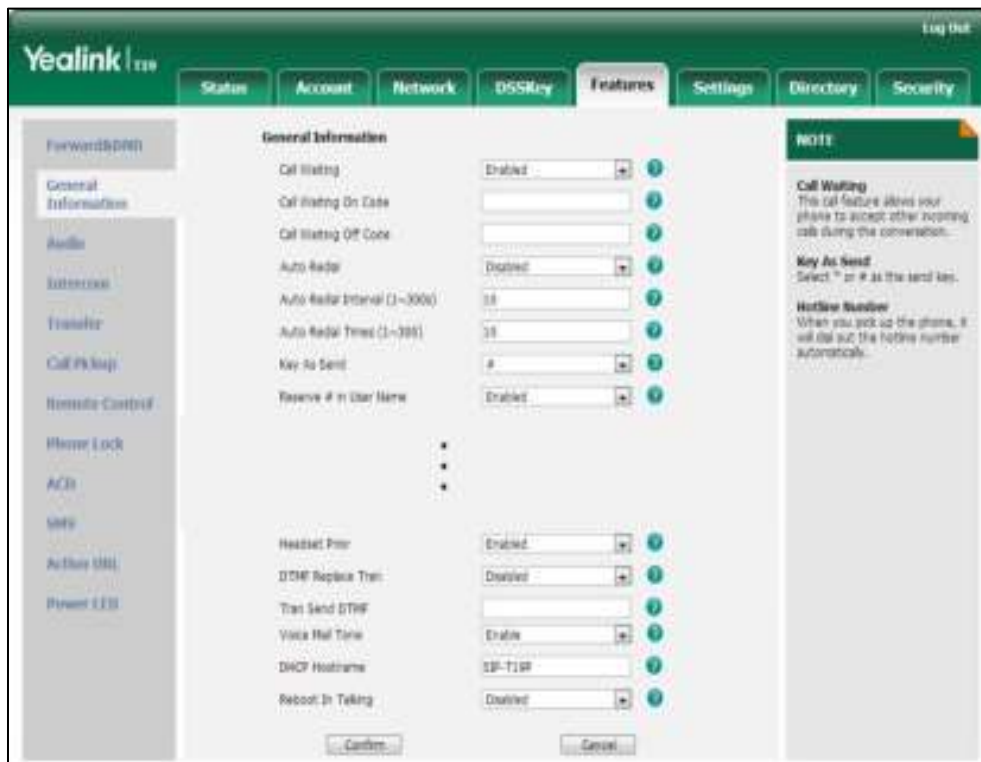 Log Out
Yealink T19
Status Account Network DSSKey Features Settings Directory Security
Forward&DND
General Information
Audio
Intercom
Transfer
Call Pickup
Remote Control
Phone Lock
ACD
SMS
Action URL
Power LED
General Information
Call Waiting Enabled
Call Waiting On Code
Call Waiting Off Code
Auto Redial Disabled
Auto Redial Interval (1~300s) 10
Auto Redial Times (1~300) 10
Key As Send #
Reserve # in User Name Enabled
Headset Prior Enabled
DTMF Replace Tran Disabled
Tran Send DTMF
Voice Mail Tone Enable
DHCP Hostname SIP-T19P
Reboot In Talking Disabled
Confirm Cancel
NOTE
Call Waiting
This call feature allows your
phone to accept other incoming
calls during the conversation.
Key As Send
Select * or # as the send key.
Hotline Number
When you pick up the phone, it
will dial out the hotline number
automatically.